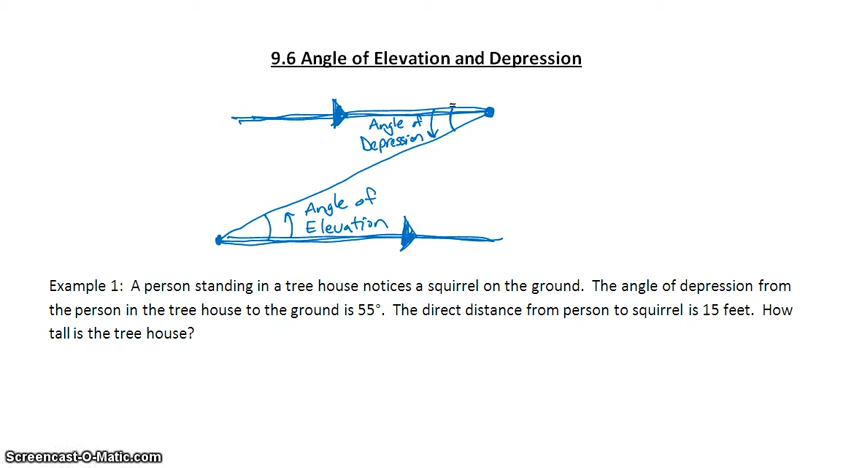 9.6 Angle of Elevation and Depression
Angle of
Depression
Angle of
Elevation
Example 1: A person standing in a tree house notices a squirrel on the ground. The angle of depression from
the person in the tree house to the ground is 55°. The direct distance from person to squirrel is 15 feet. How
tall is the tree house?
Screencast-O-Matic.com